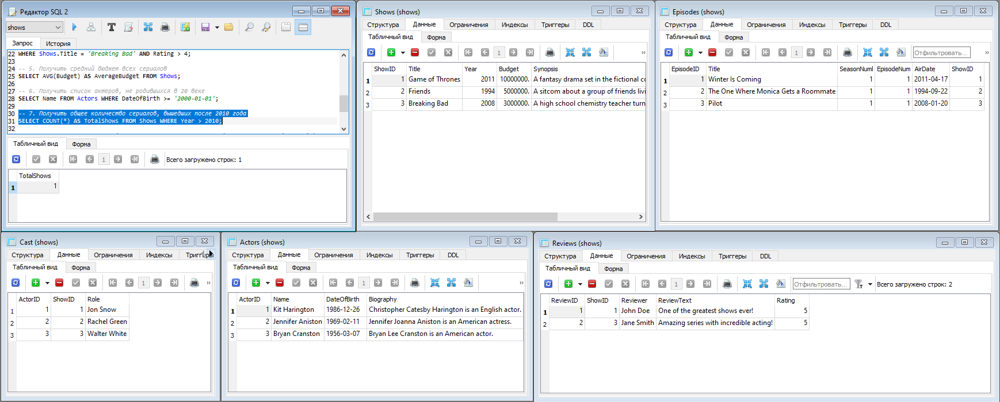 Редактор SQL 2
shows
Запрос
История
22 WHERE Shows.Title = 'Breaking Bad' AND Rating > 4;
23
24 -- 5. Получить средний бюджет всех сериалов
25 SELECT AVG(Budget) AS AverageBudget FROM Shows;
26
27 -- 6. Получить список актеров, не родившихся в 20 веке
28 SELECT Name FROM Actors WHERE DateOfBirth >= '2000-01-01';
29
30 -- 7. Получить общее количество сериалов, вышедших после 2010 года
31 SELECT COUNT(*) AS TotalShows FROM Shows WHERE Year > 2010;
32
Табличный вид Форма
1 Всего загружено строк: 1
TotalShows
1 1
Shows (shows)
Структура Данные Ограничения Индексы Триггеры DDL
Табличный вид Форма
1 »
ShowID Title Year Budget Synopsis
1 1 Game of Thrones 2011 10000000. A fantasy drama set in the fictional co
2 2 Friends 1994 5000000. A sitcom about a group of friends livi
3 3 Breaking Bad 2008 3000000. A high school chemistry teacher turn
Episodes (shows)
Структура Данные Ограничения Индексы Триггеры DDL
Табличный вид Форма
1 Отфильтровать... »
EpisodeID Title SeasonNuml EpisodeNum AirDate ShowID
1 1 Winter Is Coming 1 1 2011-04-17 1
2 2 The One Where Monica Gets a Roommate 1 1 1994-09-22 2
3 3 Pilot 1 1 2008-01-20 3
Cast (shows)
Структура Данные Ограничения Индексы Триггеры
Табличный вид Форма
1 »
ActorID ShowID Role
1 1 1 Jon Snow
2 2 2 Rachel Green
3 3 3 Walter White
Actors (shows)
Структура Данные Ограничения Индексы Триггеры DDL
Табличный вид Форма
1 »
ActorID Name DateOfBirth Biography
1 1 Kit Harington 1986-12-26 Christopher Catesby Harington is an English actor.
2 2 Jennifer Aniston 1969-02-11 Jennifer Joanna Aniston is an American actress.
3 3 Bryan Cranston 1956-03-07 Bryan Lee Cranston is an American actor.
Reviews (shows)
Структура Данные Ограничения Индексы Триггеры DDL
Табличный вид Форма
1 Отфильтровать... Всего загружено строк: 2
ReviewID ShowID Reviewer ReviewText Rating
1 1 1 John Doe One of the greatest shows ever! 5
2 2 3 Jane Smith Amazing series with incredible acting! 5